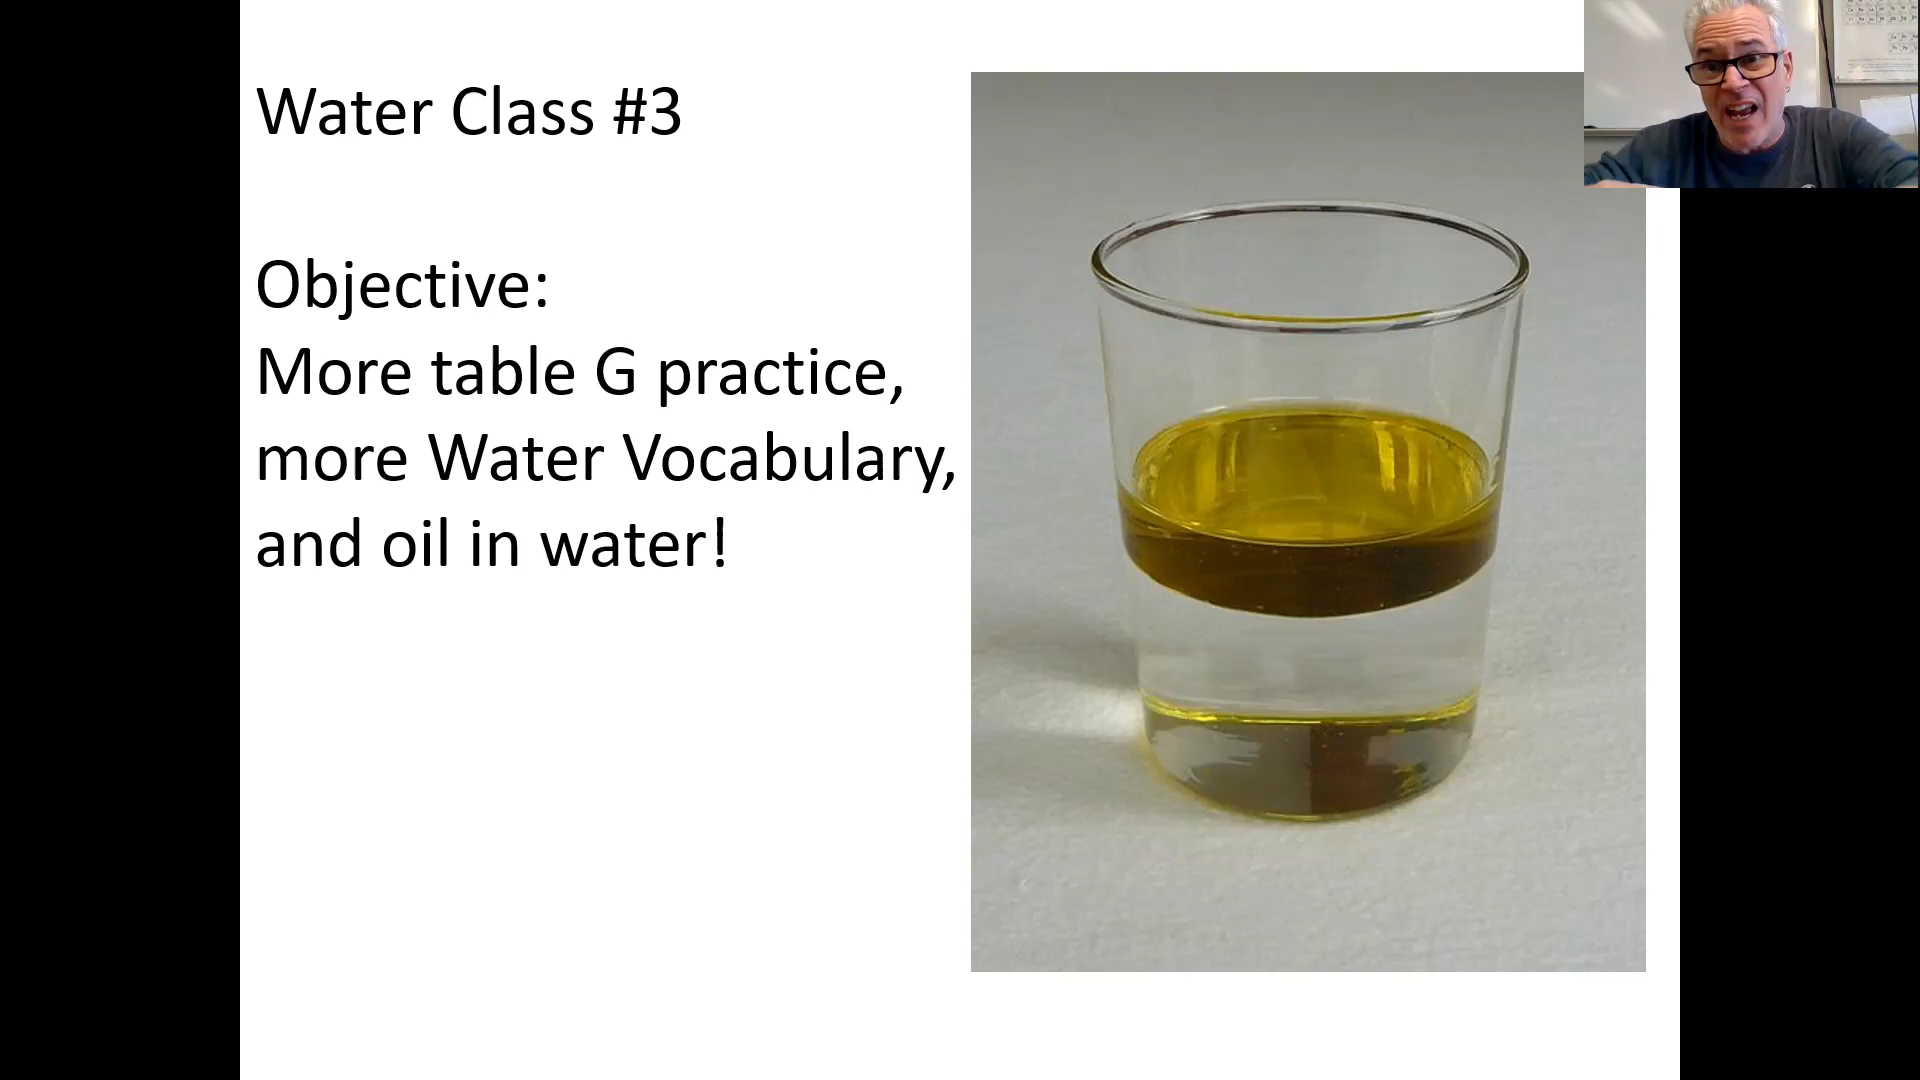 Water Class #3
Objective:
More table G practice,
more Water Vocabulary,
and oil in water!